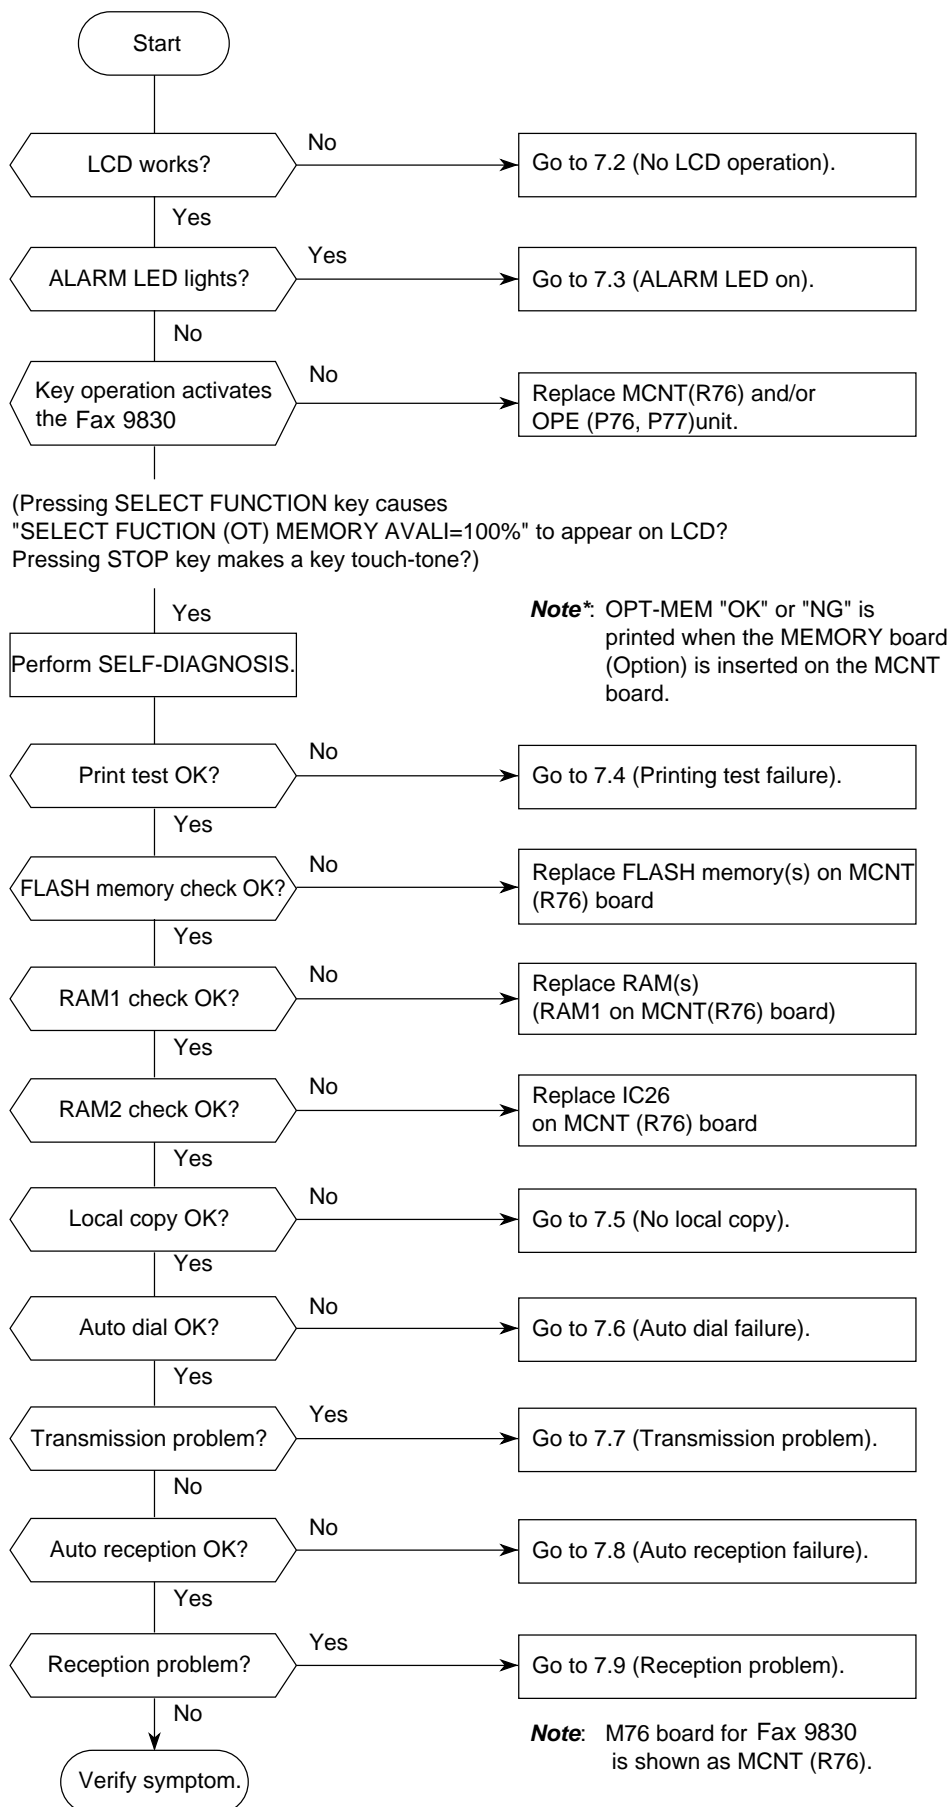 Start
LCD works?
No
Go to 7.2 (No LCD operation).
Yes
ALARM LED lights?
Yes
Go to 7.3 (ALARM LED on).
No
Key operation activates
the Fax 9830
No
Replace MCNT(R76) and/or
OPE (P76, P77)unit.
(Pressing SELECT FUNCTION key causes
"SELECT FUCTION (OT) MEMORY AVALI=100%" to appear on LCD?
Pressing STOP key makes a key touch-tone?)
Yes
Note*: OPT-MEM "OK" or "NG" is
printed when the MEMORY board
(Option) is inserted on the MCNT
board.
Perform SELF-DIAGNOSIS.
Print test OK?
No
Go to 7.4 (Printing test failure).
Yes
FLASH memory check OK?
No
Replace FLASH memory(s) on MCNT
(R76) board
Yes
RAM1 check OK?
No
Replace RAM(s)
(RAM1 on MCNT(R76) board)
Yes
RAM2 check OK?
No
Replace IC26
on MCNT (R76) board
Yes
Local copy OK?
No
Go to 7.5 (No local copy).
Yes
Auto dial OK?
No
Go to 7.6 (Auto dial failure).
Yes
Transmission problem?
Yes
Go to 7.7 (Transmission problem).
No
Auto reception OK?
No
Go to 7.8 (Auto reception failure).
Yes
Reception problem?
Yes
Go to 7.9 (Reception problem).
No
Verify symptom.
Note: M76 board for Fax 9830
is shown as MCNT (R76).